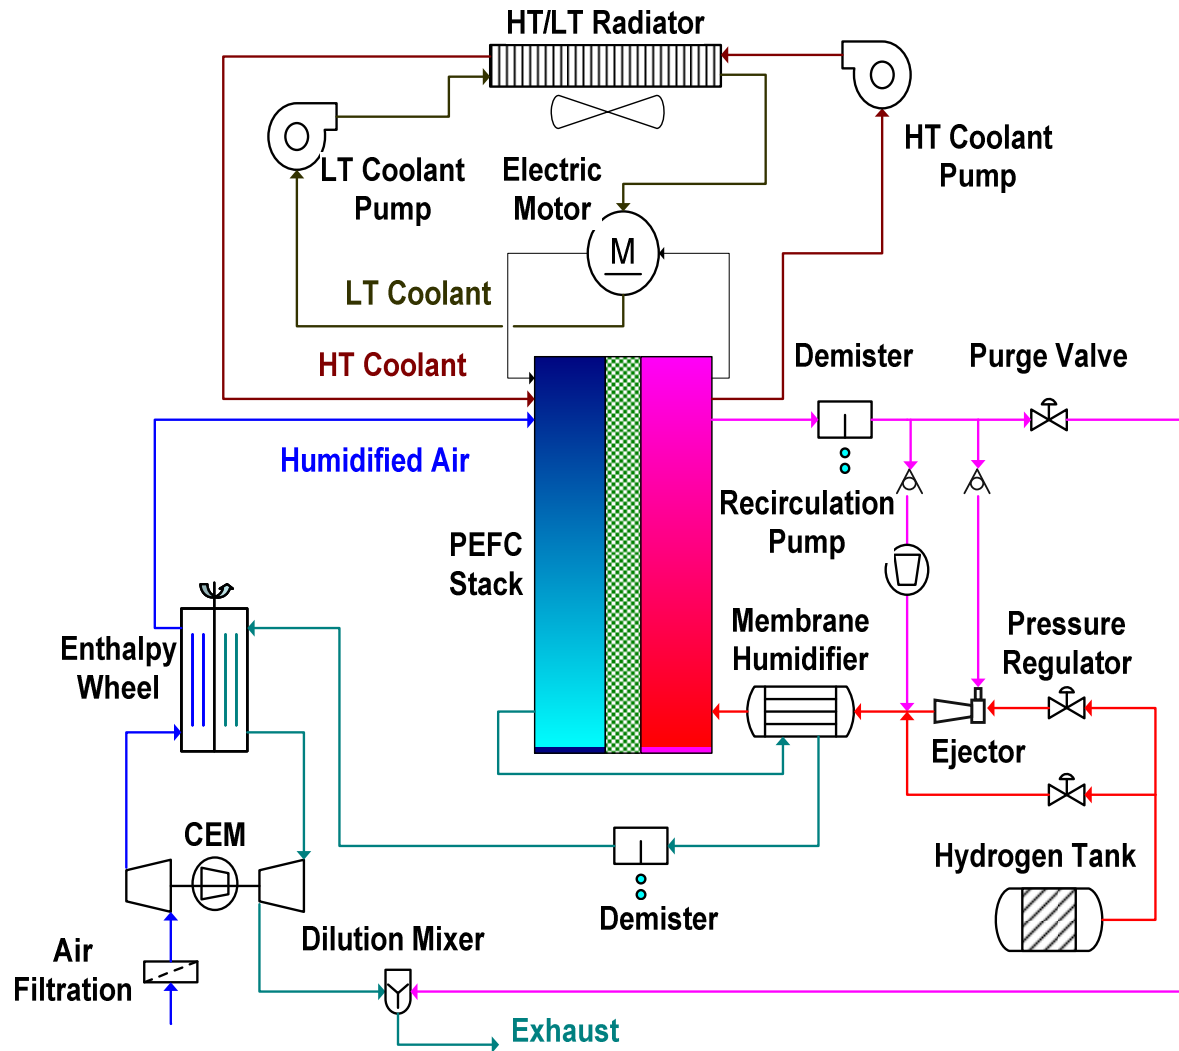 HT/LT Radiator
HT Coolant
Pump
LT Coolant
Pump
Electric
Motor
M
LT Coolant
HT Coolant
Demister
Purge Valve
Humidified Air
Recirculation
Pump
PEFC
Stack
Membrane
Humidifier
Pressure
Regulator
Enthalpy
Wheel
Ejector
CEM
Hydrogen Tank
Demister
Dilution Mixer
Air
Filtration
Exhaust